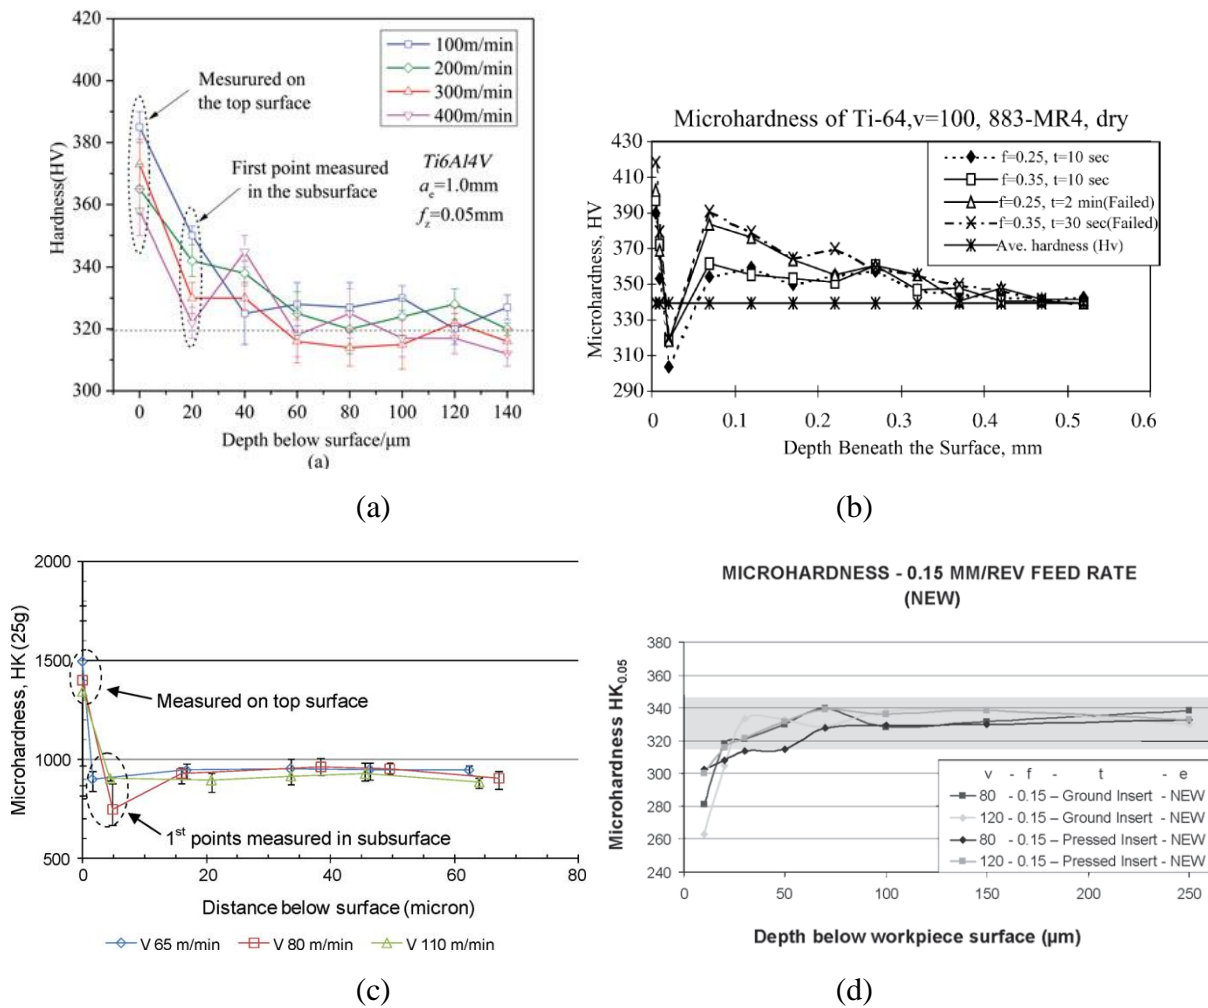 (a)
420
400
380
360
340
320
300
Hardness(HV)
100m/min
200m/min
300m/min
400m/min
Mesurured on
the top surface
First point measured
in the subsurface
Ti6Al4V
ae=1.0mm
fz=0.05mm
0 20 40 60 80 100 120 140
Depth below surface/μm
(a)
(a)
Microhardness of Ti-64,v=100, 883-MR4, dry
430
410
390
370
350
330
310
290
Microhardness, HV
f=0.25, t=10 sec
f=0.35, t=10 sec
f=0.25, t=2 min(Failed)
f=0.35, t=30 sec(Failed)
Ave. hardness (Hv)
0 0.1 0.2 0.3 0.4 0.5 0.6
Depth Beneath the Surface, mm
(b)
2000
1500
1000
500
Microhardness, HK (25g)
Measured on top surface
1st points measured in subsurface
0 20 40 60 80
Distance below surface (micron)
V 65 m/min V 80 m/min V 110 m/min
(c)
MICROHARDNESS - 0.15 MM/REV FEED RATE
(NEW)
380
360
340
320
300
280
260
240
Microhardness HK0.05
v - f - t - e
80 - 0.15 – Ground Insert - NEW
120 - 0.15 – Ground Insert - NEW
80 - 0.15 – Pressed Insert - NEW
120 - 0.15 – Pressed Insert - NEW
0 50 100 150 200 250
Depth below workpiece surface (μm)
(d)